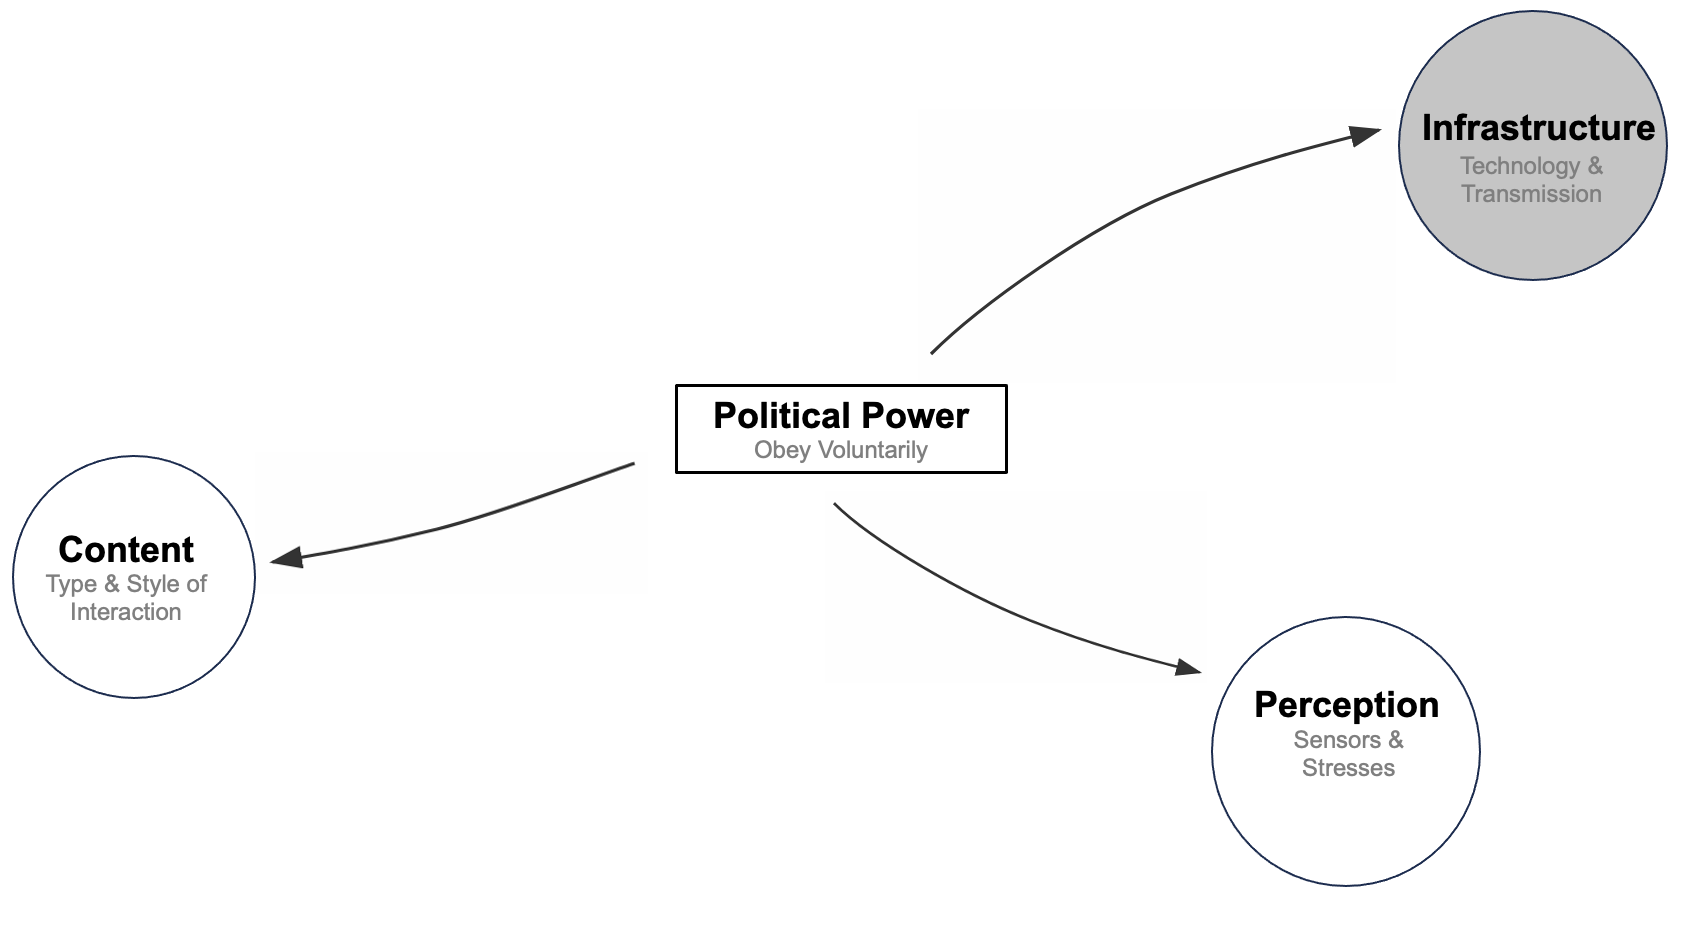 Infrastructure
Technology &
Transmission
Political Power
Obey Voluntarily
Content
Type & Style of
Interaction
Perception
Sensors &
Stresses